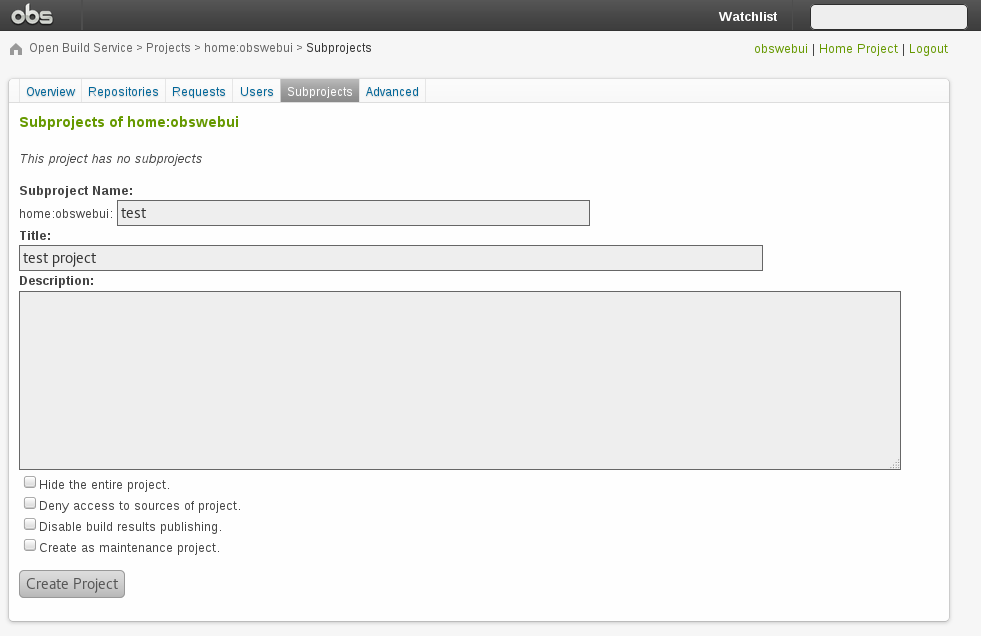 obs Watchlist
Open Build Service > Projects > home:obswebui > Subprojects obswebui | Home Project | Logout
Overview Repositories Requests Users Subprojects Advanced
Subprojects of home:obswebui
This project has no subprojects
Subproject Name:
home:obswebui: test
Title:
test project
Description:
Hide the entire project.
Deny access to sources of project.
Disable build results publishing.
Create as maintenance project.
Create Project